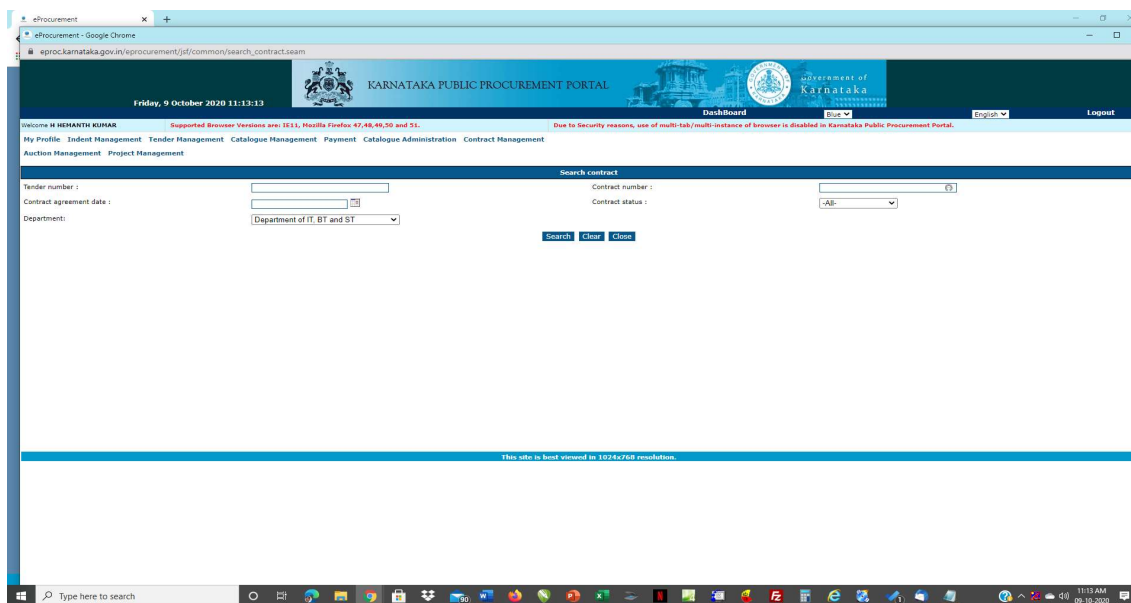 eProcurement
eProcurement - Google Chrome
eproc.karnataka.gov.in/eprocurement/jsf/common/search_contract.seam
KARNATAKA PUBLIC PROCUREMENT PORTAL
Government of
Karnataka
Friday, 9 October 2020 11:13:13
DashBoard Blue English Logout
Welcome H HEMANTH KUMAR Supported Browser Versions are: IE11, Mozilla Firefox 47,48,49,50 and 51. Due to Security reasons, use of multi-tab/multi-instance of browser is disabled in Karnataka Public Procurement Portal.
My Profile Indent Management Tender Management Catalogue Management Payment Catalogue Administration Contract Management
Auction Management Project Management
Search contract
Tender number : Contract number :
Contract agreement date : Contract status : -All-
Department: Department of IT, BT and ST
Search Clear Close
This site is best viewed in 1024x768 resolution.
Type here to search
90
11:13 AM
09-10-2020